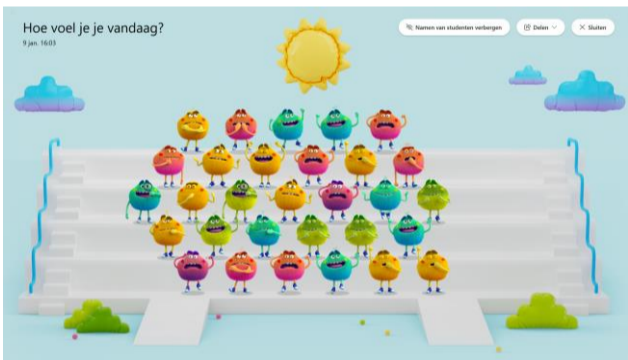 Hoe voel je je vandaag?
9 jan. 16:03
Namen van studenten verbergen
Delen
Sluiten